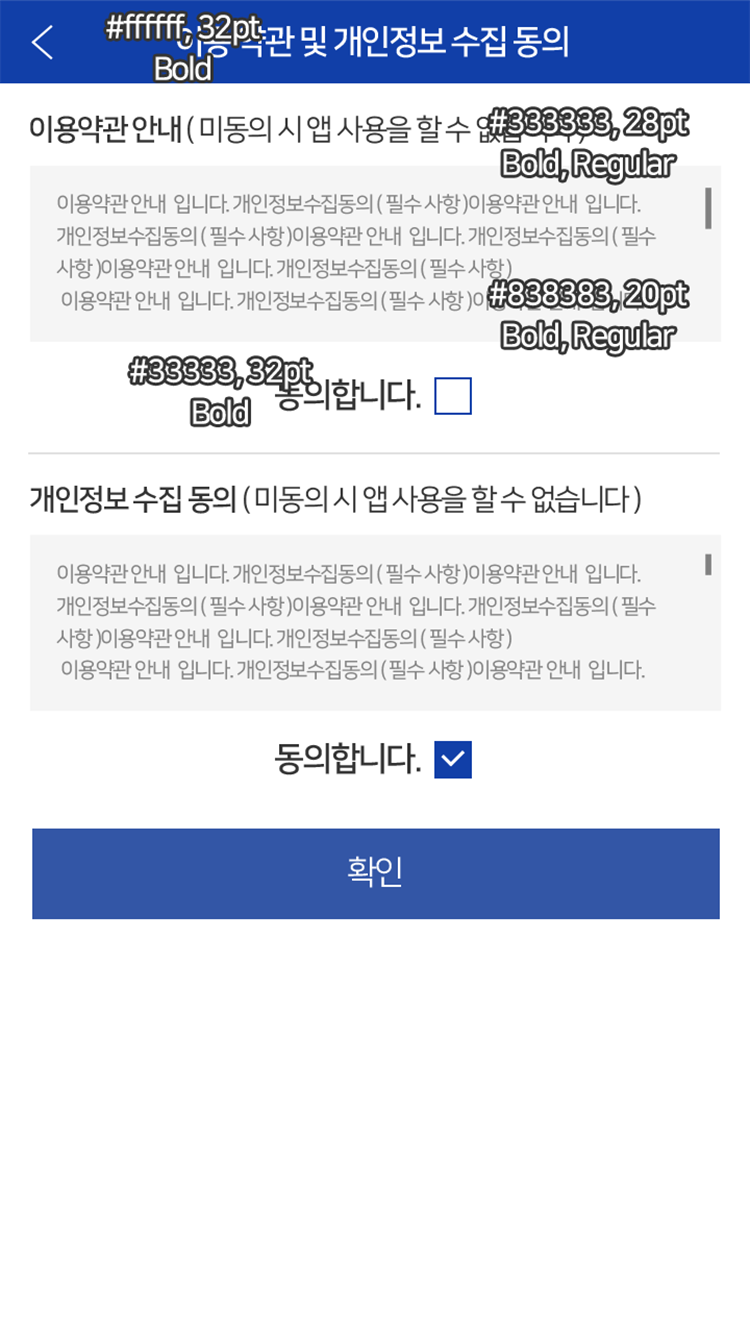 #ffffff, 32pt
Bold
약관 및 개인정보 수집 동의
이용약관 안내 ( 미동의 시 앱 사용을 할 수
#333333, 28pt
Bold, Regular
이용약관 안내 입니다. 개인정보수집동의 ( 필수 사항 )이용약관 안내 입니다.
개인정보수집동의 ( 필수 사항 )이용약관 안내 입니다. 개인정보수집동의 ( 필수
사항 )이용약관 안내 입니다. 개인정보수집동의 ( 필수 사항 )
이용약관 안내 입니다. 개인정보수집동의 ( 필수 사항 )
#838383, 20pt
Bold, Regular
#33333, 32pt
Bold
동의합니다.
개인정보 수집 동의 ( 미동의 시 앱 사용을 할 수 없습니다 )
이용약관 안내 입니다. 개인정보수집동의 ( 필수 사항 )이용약관 안내 입니다.
개인정보수집동의 ( 필수 사항 )이용약관 안내 입니다. 개인정보수집동의 ( 필수
사항 )이용약관 안내 입니다. 개인정보수집동의 ( 필수 사항 )
이용약관 안내 입니다. 개인정보수집동의 ( 필수 사항 )이용약관 안내 입니다.
동의합니다.
확인